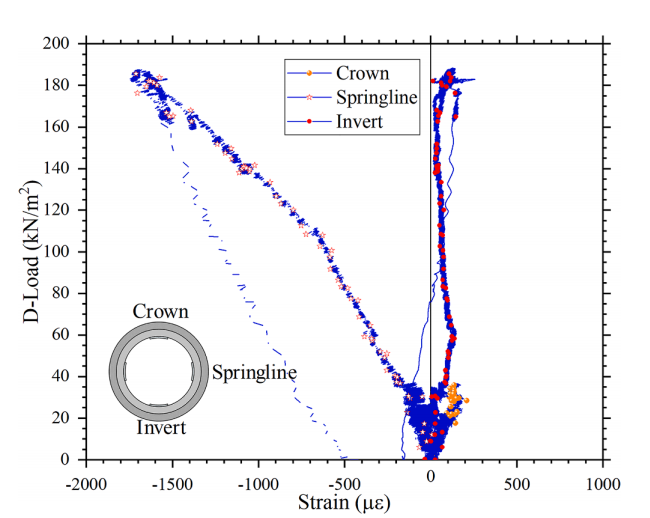 200
180
160
140
120
100
80
60
40
20
0
D-Load (kN/m²)
Crown
Springline
Invert
Crown
Springline
Invert
-2000 -1500 -1000 -500 0 500 1000
Strain (με)